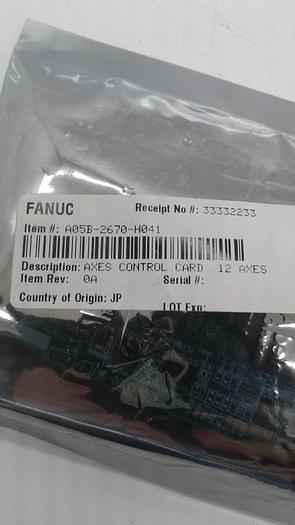 FANUC Receipt No #: 33332233
Item #: A05B-2670-H041
Description: AXES CONTROL CARD 12 AXES
Item Rev: 0A Serial #:
Country of Origin: JP LOT Exp: